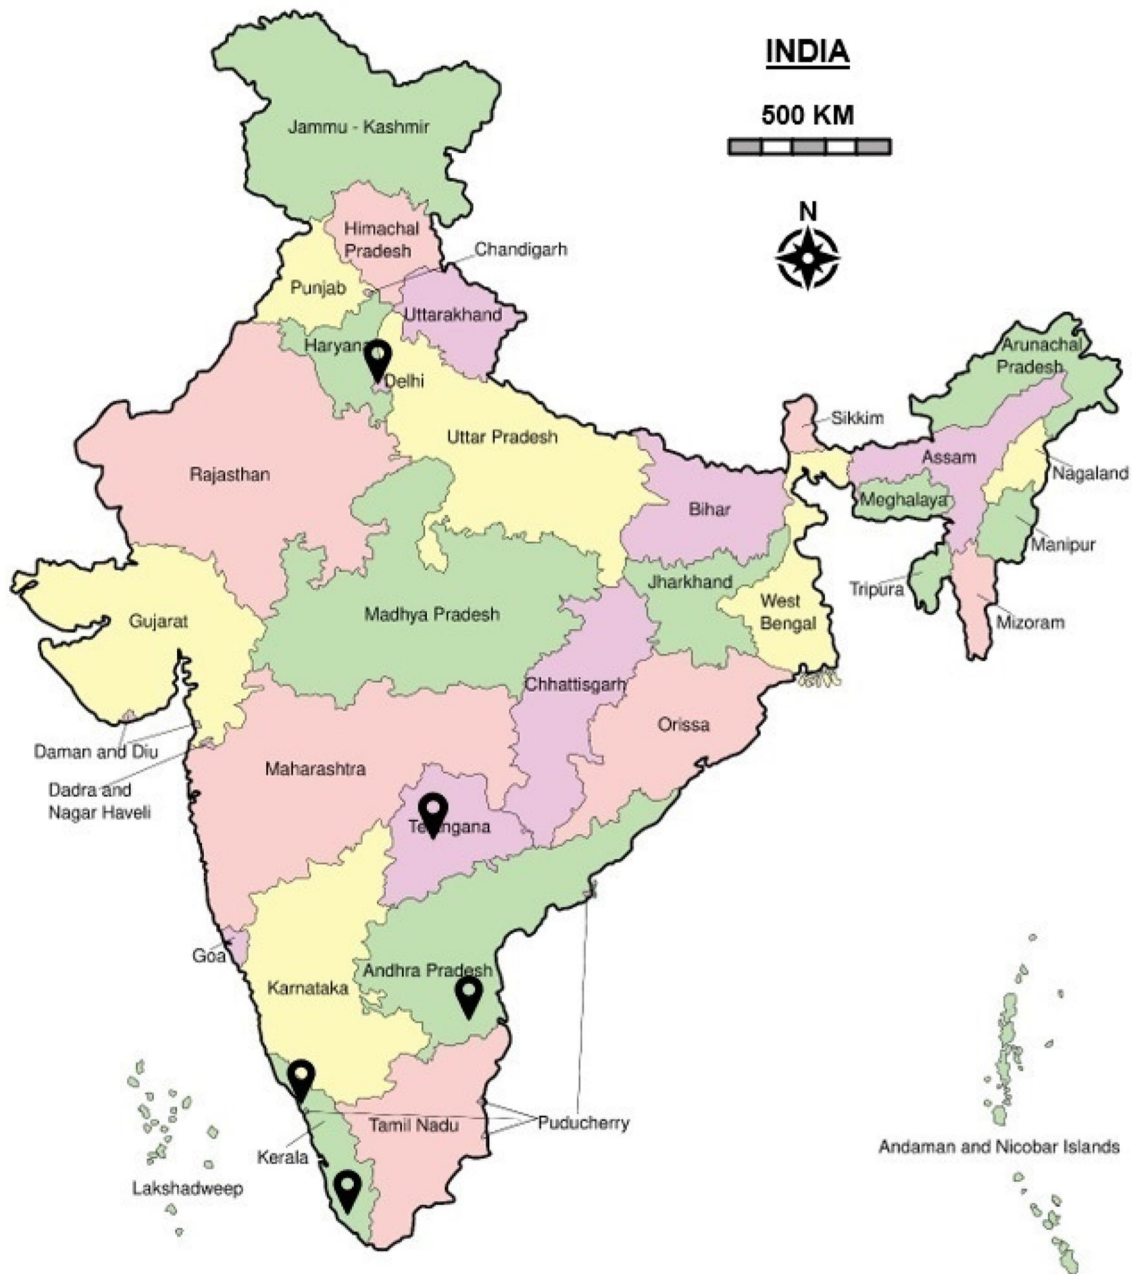 INDIA
500 KM
N
Jammu - Kashmir
Himachal
Pradesh
Chandigarh
Punjab
Uttarakhand
Haryana
Delhi
Arunachal
Pradesh
Sikkim
Uttar Pradesh
Assam
Rajasthan
Nagaland
Meghalaya
Bihar
Manipur
Jharkhand
Tripura
West
Bengal
Madhya Pradesh
Gujarat
Mizoram
Chhattisgarh
Orissa
Daman and Diu
Maharashtra
Dadra and
Nagar Haveli
Telangana
Goa
Andhra Pradesh
Karnataka
Tamil Nadu
Puducherry
Kerala
Andaman and Nicobar Islands
Lakshadweep